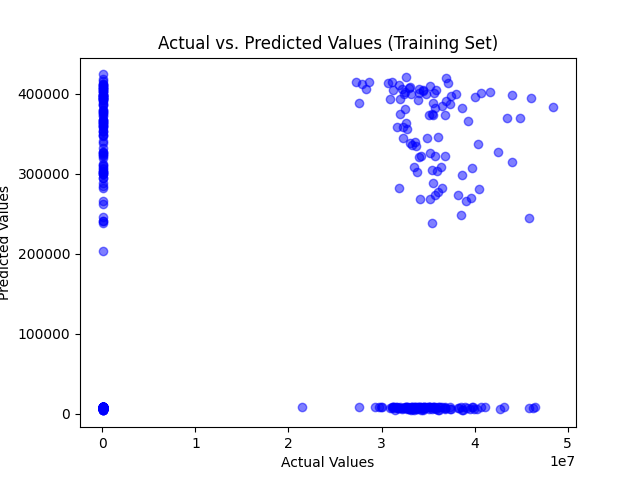 Actual vs. Predicted Values (Training Set)
Predicted Values
400000
300000
200000
100000
0
0
1
2
3
4
5
1e7
Actual Values